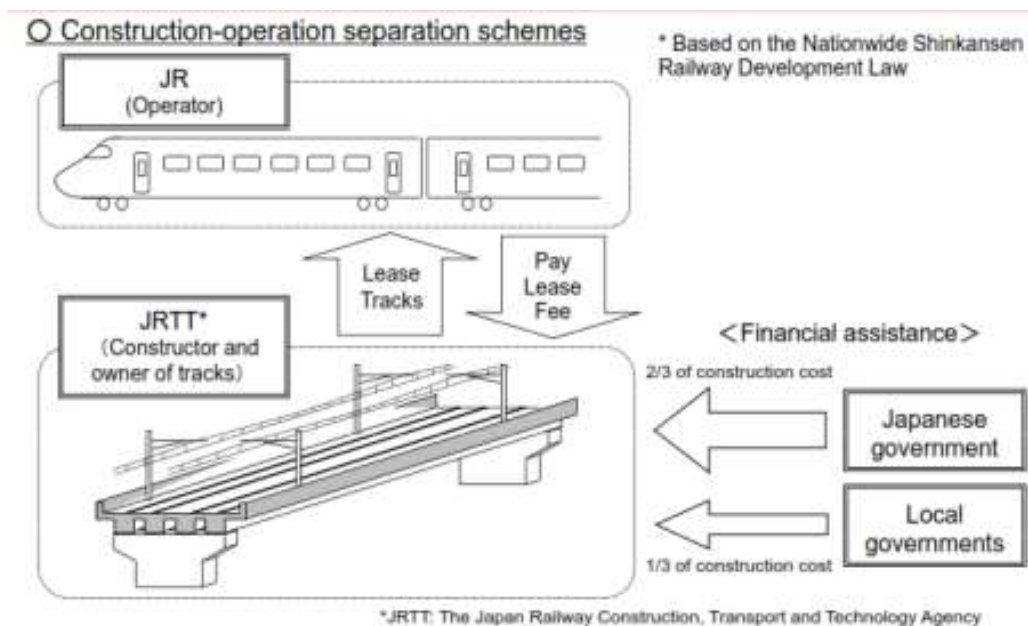 ○ Construction-operation separation schemes
* Based on the Nationwide Shinkansen
Railway Development Law
JR
(Operator)
Lease
Tracks
Pay
Lease
Fee
JRTT*
(Constructor and
owner of tracks)
<Financial assistance>
2/3 of construction cost
Japanese
government
Local
governments
1/3 of construction cost
*JRTT: The Japan Railway Construction, Transport and Technology Agency